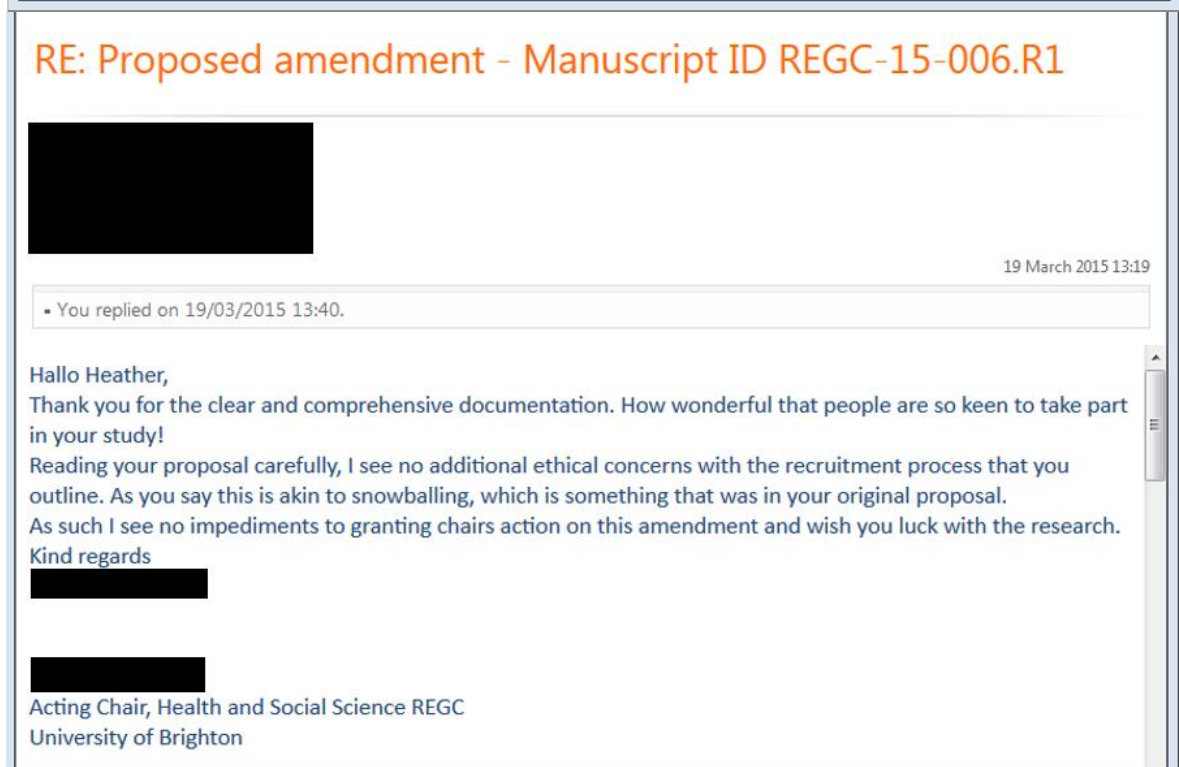 RE: Proposed amendment - Manuscript ID REGC-15-006.R1
19 March 2015 13:19
▪ You replied on 19/03/2015 13:40.
Hallo Heather,
Thank you for the clear and comprehensive documentation. How wonderful that people are so keen to take part
in your study!
Reading your proposal carefully, I see no additional ethical concerns with the recruitment process that you
outline. As you say this is akin to snowballing, which is something that was in your original proposal.
As such I see no impediments to granting chairs action on this amendment and wish you luck with the research.
Kind regards
Acting Chair, Health and Social Science REGC
University of Brighton